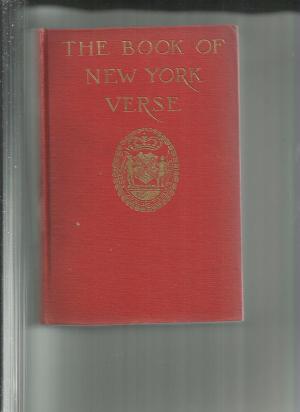 THE BOOK OF
NEW YORK
VERSE